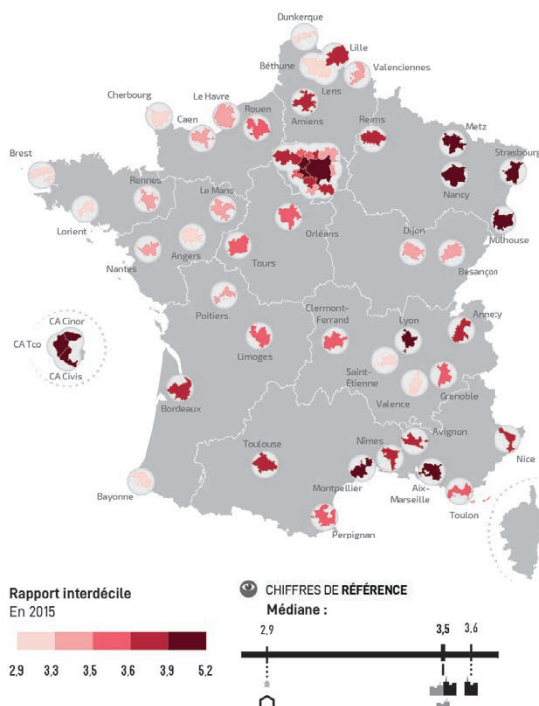 Dunkerque
Lille
Béthune
Valenciennes
Lens
Cherbourg
Le Havre
Rouen
Caen
Amiens
Reims
Metz
Strasbourg
Nancy
Brest
Rennes
Le Mans
Mulhouse
Lorient
Orléans
Dijon
Nantes
Angers
Tours
Besançon
Poitiers
CA Cinor
CA Tco
CA Civis
Clermont-
Ferrand
Lyon
Annecy
Limoges
Saint-
Etienne
Grenoble
Valence
Bordeaux
Avignon
Toulouse
Nîmes
Nice
Bayonne
Montpellier
Aix-
Marseille
Toulon
Perpignan
Rapport interdécile
En 2015
2,9 3,3 3,5 3,6 3,9 5,2
CHIFFRES DE RÉFÉRENCE
Médiane :
2,9 3,5 3,6